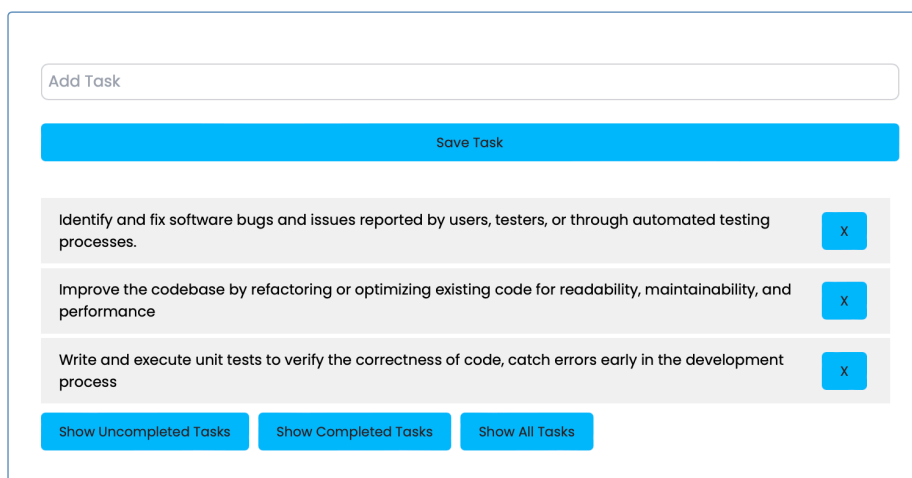 Add Task
Save Task
Identify and fix software bugs and issues reported by users, testers, or through automated testing
processes.
X
Improve the codebase by refactoring or optimizing existing code for readability, maintainability, and
performance
X
Write and execute unit tests to verify the correctness of code, catch errors early in the development
process
X
Show Uncompleted Tasks
Show Completed Tasks
Show All Tasks